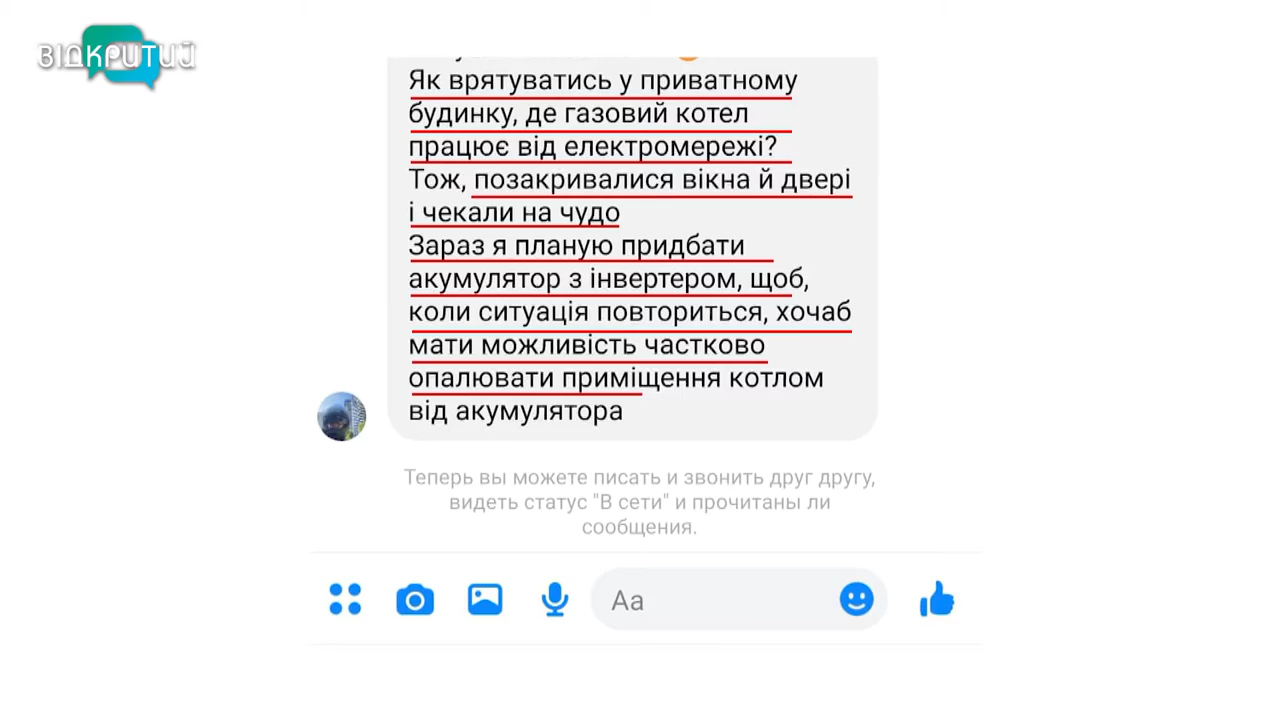 ВІДКРИТИЙ
Як врятуватись у приватному
будинку, де газовий котел
працює від електромережі?
Тож, позакривалися вікна й двері
і чекали на чудо
Зараз я планую придбати
акумулятор з інвертером, щоб,
коли ситуація повториться, хочаб
мати можливість частково
опалювати приміщення котлом
від акумулятора
Теперь вы можете писать и звонить друг другу,
видеть статус "В сети" и прочитаны ли
сообщения.
Aa